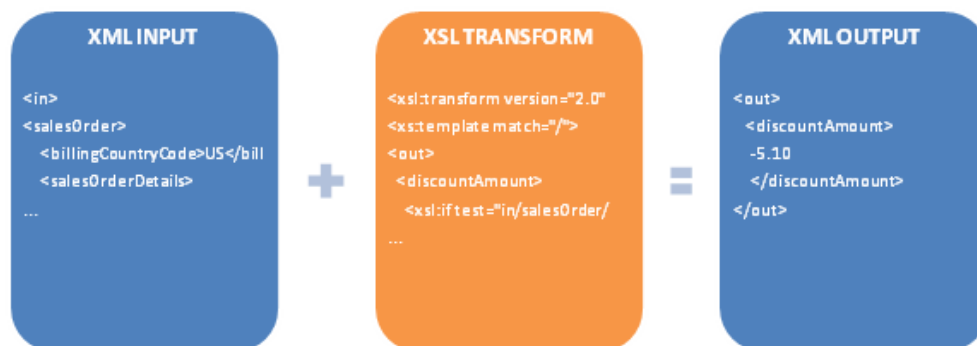 XML INPUT
<in>
<salesOrder>
<billingCountryCode>US</bill
<salesOrderDetails>
...
+
XSL TRANSFORM
<xsl:transform version="2.0"
<xs:template match="/">
<out>
<discountAmount>
<xsl:if test="in/salesOrder/
...
=
XML OUTPUT
<out>
<discountAmount>
-5.10
</discountAmount>
</out>